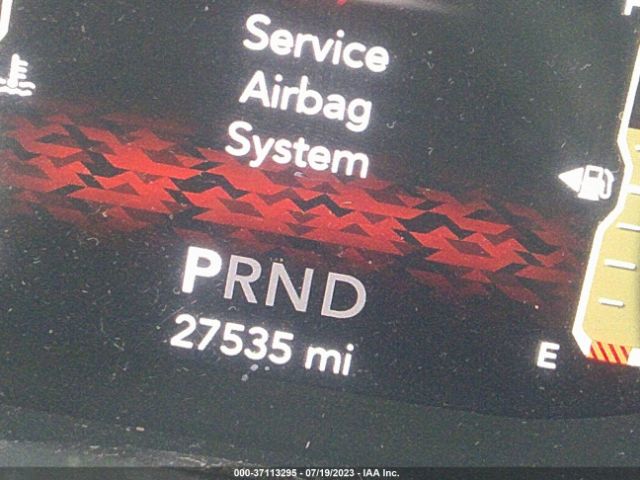 Service
Airbag
System
PRND
27535 mi
E
000-37113295 - 07/19/2023 - IAA Inc.